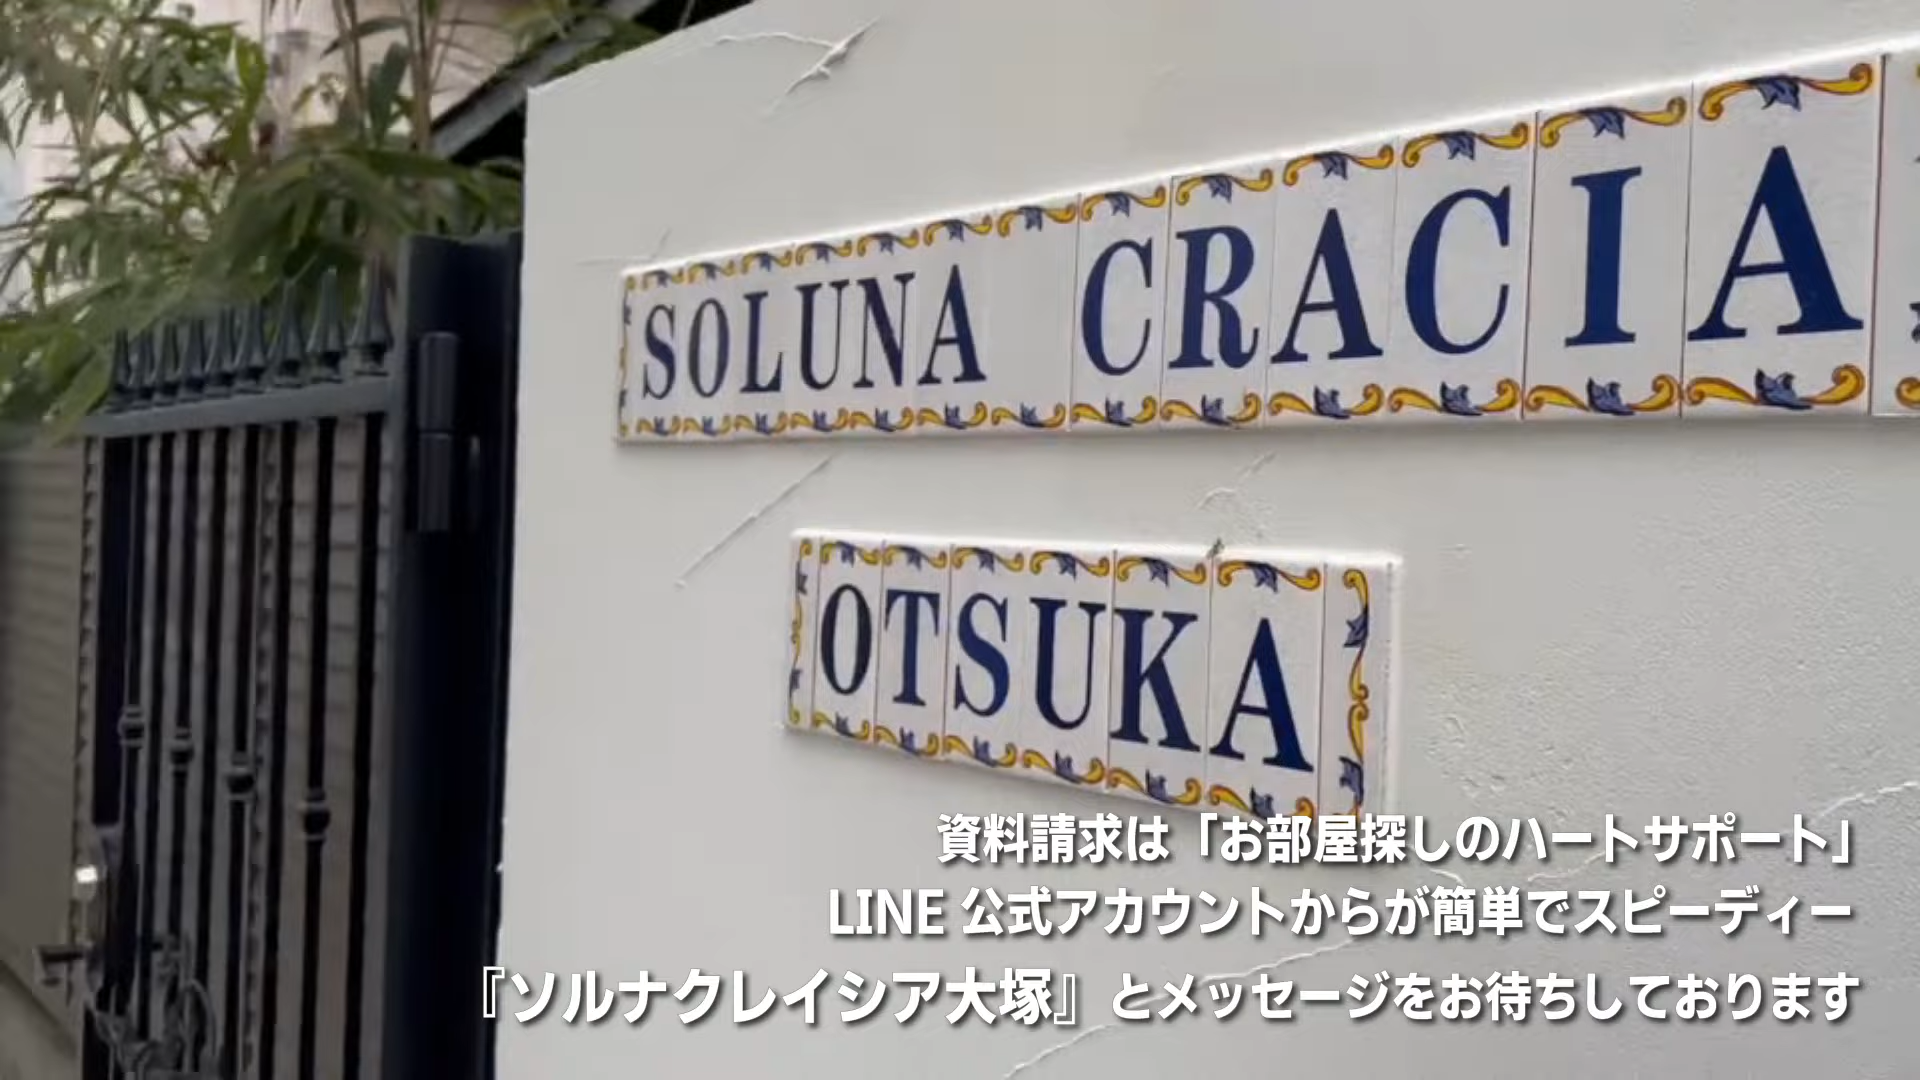 SOLUNA CRACIA
OTSUKA
資料請求は「お部屋探しのハートサポート」
LINE 公式アカウントからが簡単でスピーディー
『ソルナクレイシア大塚』とメッセージをお待ちしております